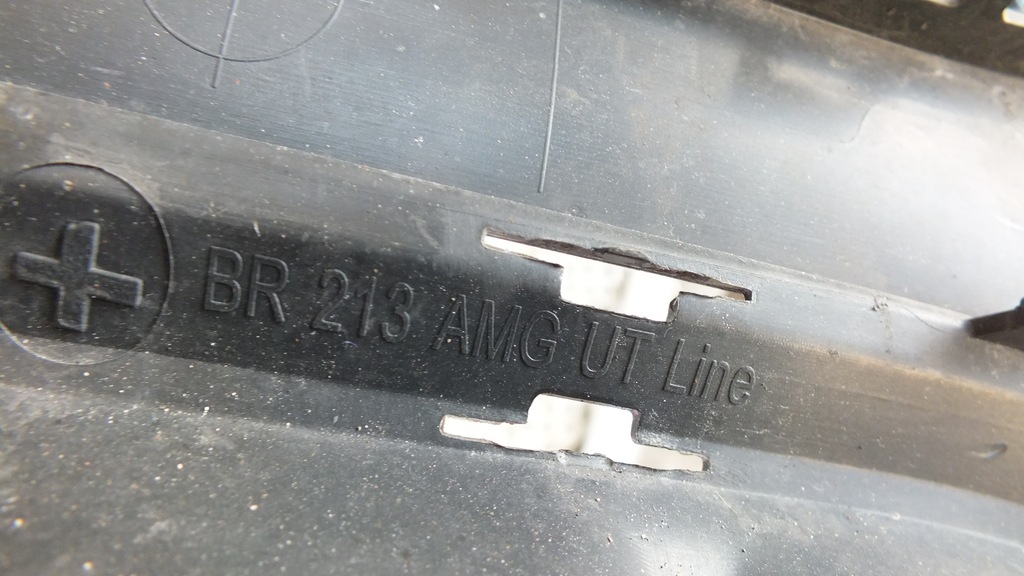 BR 213 AMG UT Line